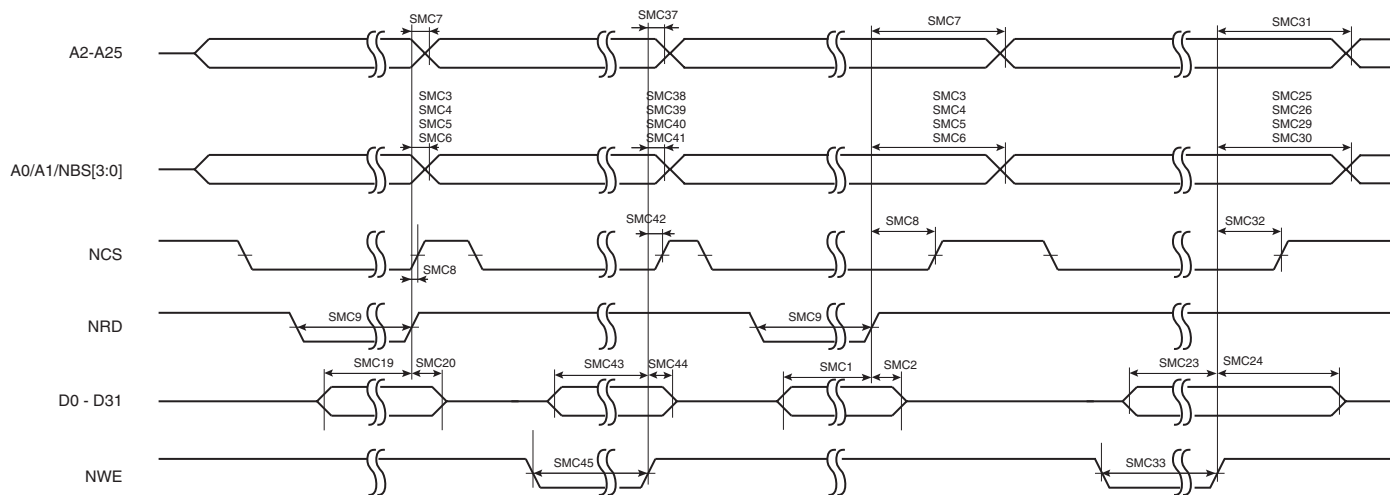 SMC7
SMC37
SMC7
SMC31
A2-A25
SMC3
SMC4
SMC5
SMC6
SMC38
SMC39
SMC40
SMC41
SMC3
SMC4
SMC5
SMC6
SMC25
SMC26
SMC29
SMC30
A0/A1/NBS[3:0]
SMC42
SMC8
SMC32
NCS
SMC8
SMC9
SMC9
NRD
SMC19
SMC20
SMC43
SMC44
SMC1
SMC2
SMC23
SMC24
D0 - D31
SMC45
SMC33
NWE